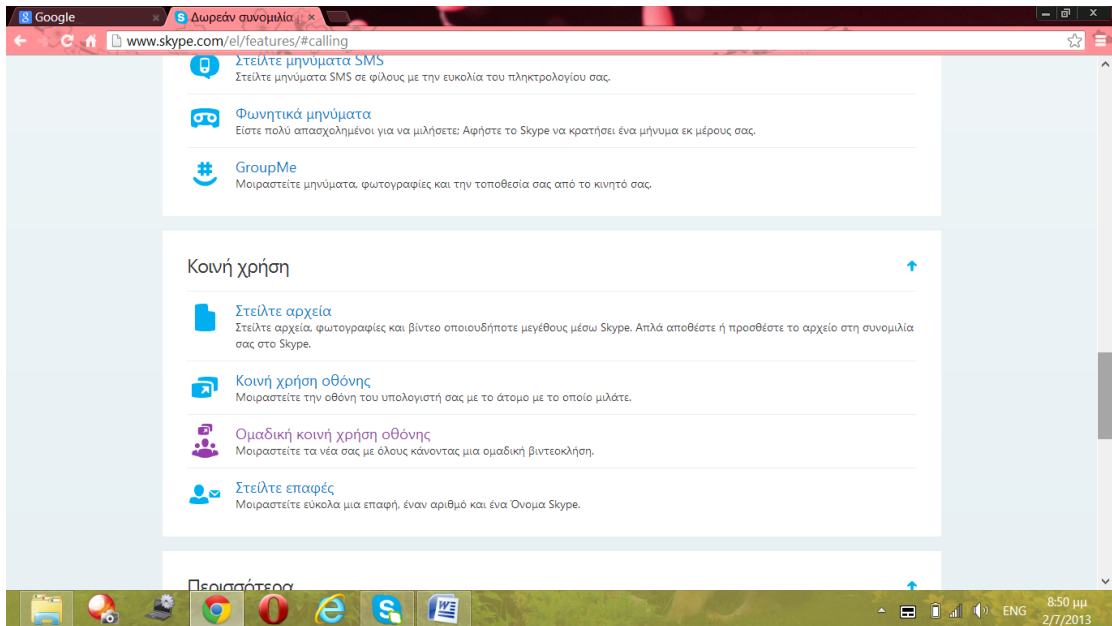 Google
Δωρεάν συνομιλία
www.skype.com/el/features/#calling
Στείλτε μηνύματα SMS
Στείλτε μηνύματα SMS σε φίλους με την ευκολία του πληκτρολογίου σας.
Φωνητικά μηνύματα
Είστε πολύ απασχολημένοι για να μιλήσετε; Αφήστε το Skype να κρατήσει ένα μήνυμα εκ μέρους σας.
GroupMe
Μοιραστείτε μηνύματα, φωτογραφίες και την τοποθεσία σας από το κινητό σας.
Κοινή χρήση
Στείλτε αρχεία
Στείλτε αρχεία, φωτογραφίες και βίντεο οποιουδήποτε μεγέθους μέσω Skype. Απλά αποθέστε ή προσθέστε το αρχείο στη συνομιλία
σας στο Skype.
Κοινή χρήση οθόνης
Μοιραστείτε την οθόνη του υπολογιστή σας με το άτομο με το οποίο μιλάτε.
Ομαδική κοινή χρήση οθόνης
Μοιραστείτε τα νέα σας με όλους κάνοντας μια ομαδική βιντεοκλήση.
Στείλτε επαφές
Μοιραστείτε εύκολα μια επαφή, έναν αριθμό και ένα Όνομα Skype.
Περισσότερα
ENG
8:50 μμ
2/7/2013